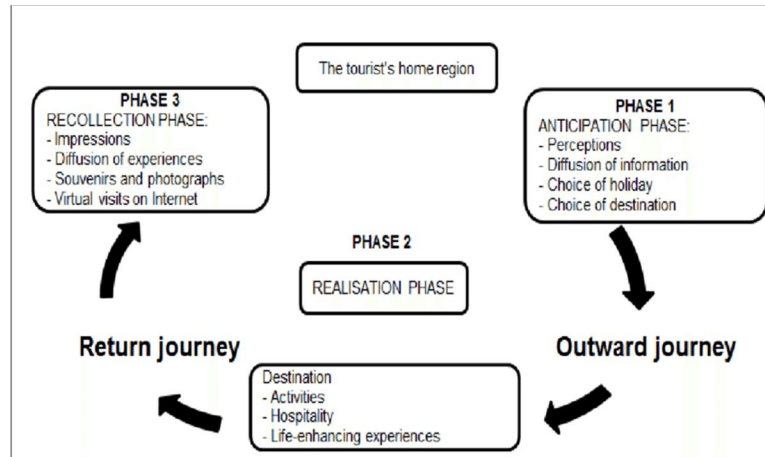 The tourist's home region
PHASE 3
RECOLLECTION PHASE:
- Impressions
- Diffusion of experiences
- Souvenirs and photographs
- Virtual visits on Internet
PHASE 1
ANTICIPATION PHASE:
- Perceptions
- Diffusion of information
- Choice of holiday
- Choice of destination
PHASE 2
REALISATION PHASE
Return journey
Outward journey
Destination
- Activities
- Hospitality
- Life-enhancing experiences